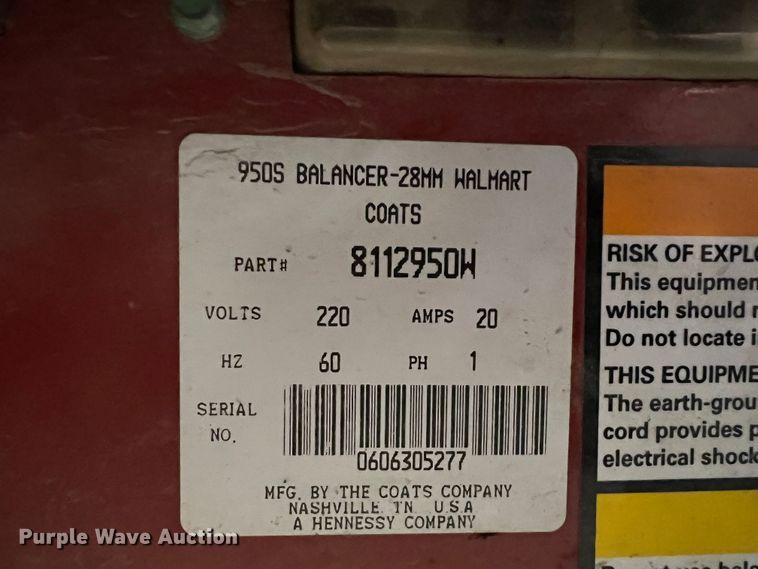 950S BALANCER-28MM WALMART
COATS
PART# 8112950W
VOLTS 220 AMPS 20
HZ 60 PH 1
SERIAL
NO.
0606305277
MFG. BY THE COATS COMPANY
NASHVILLE TN U.S.A
A HENNESSY COMPANY
RISK OF EXPLO
This equipmen
which should
Do not locate i
THIS EQUIPME
The earth-grou
cord provides p
electrical shock
Purple Wave Auction